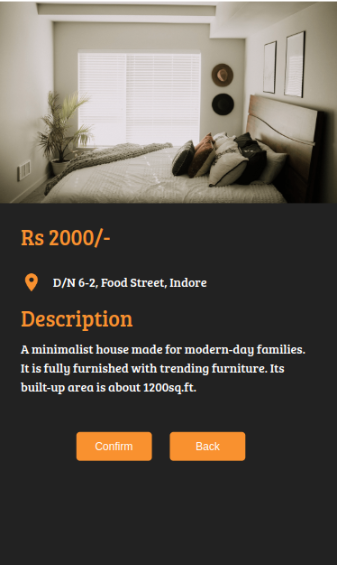 Rs 2000/-
D/N 6-2, Food Street, Indore
Description
A minimalist house made for modern-day families.
It is fully furnished with trending furniture. Its
built-up area is about 1200sq.ft.
Confirm Back